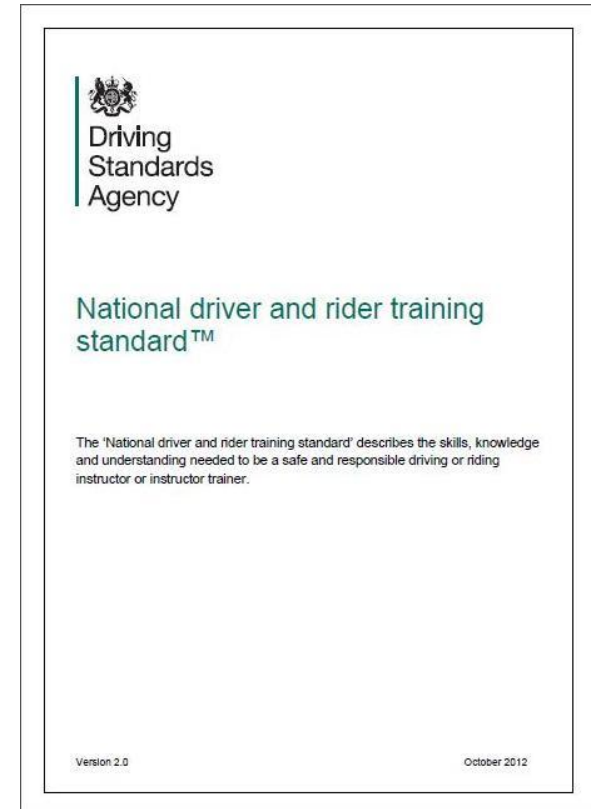 Driving
Standards
Agency
National driver and rider training
standard™
The 'National driver and rider training standard' describes the skills, knowledge
and understanding needed to be a safe and responsible driving or riding
instructor or instructor trainer.
Version 2.0 October 2012